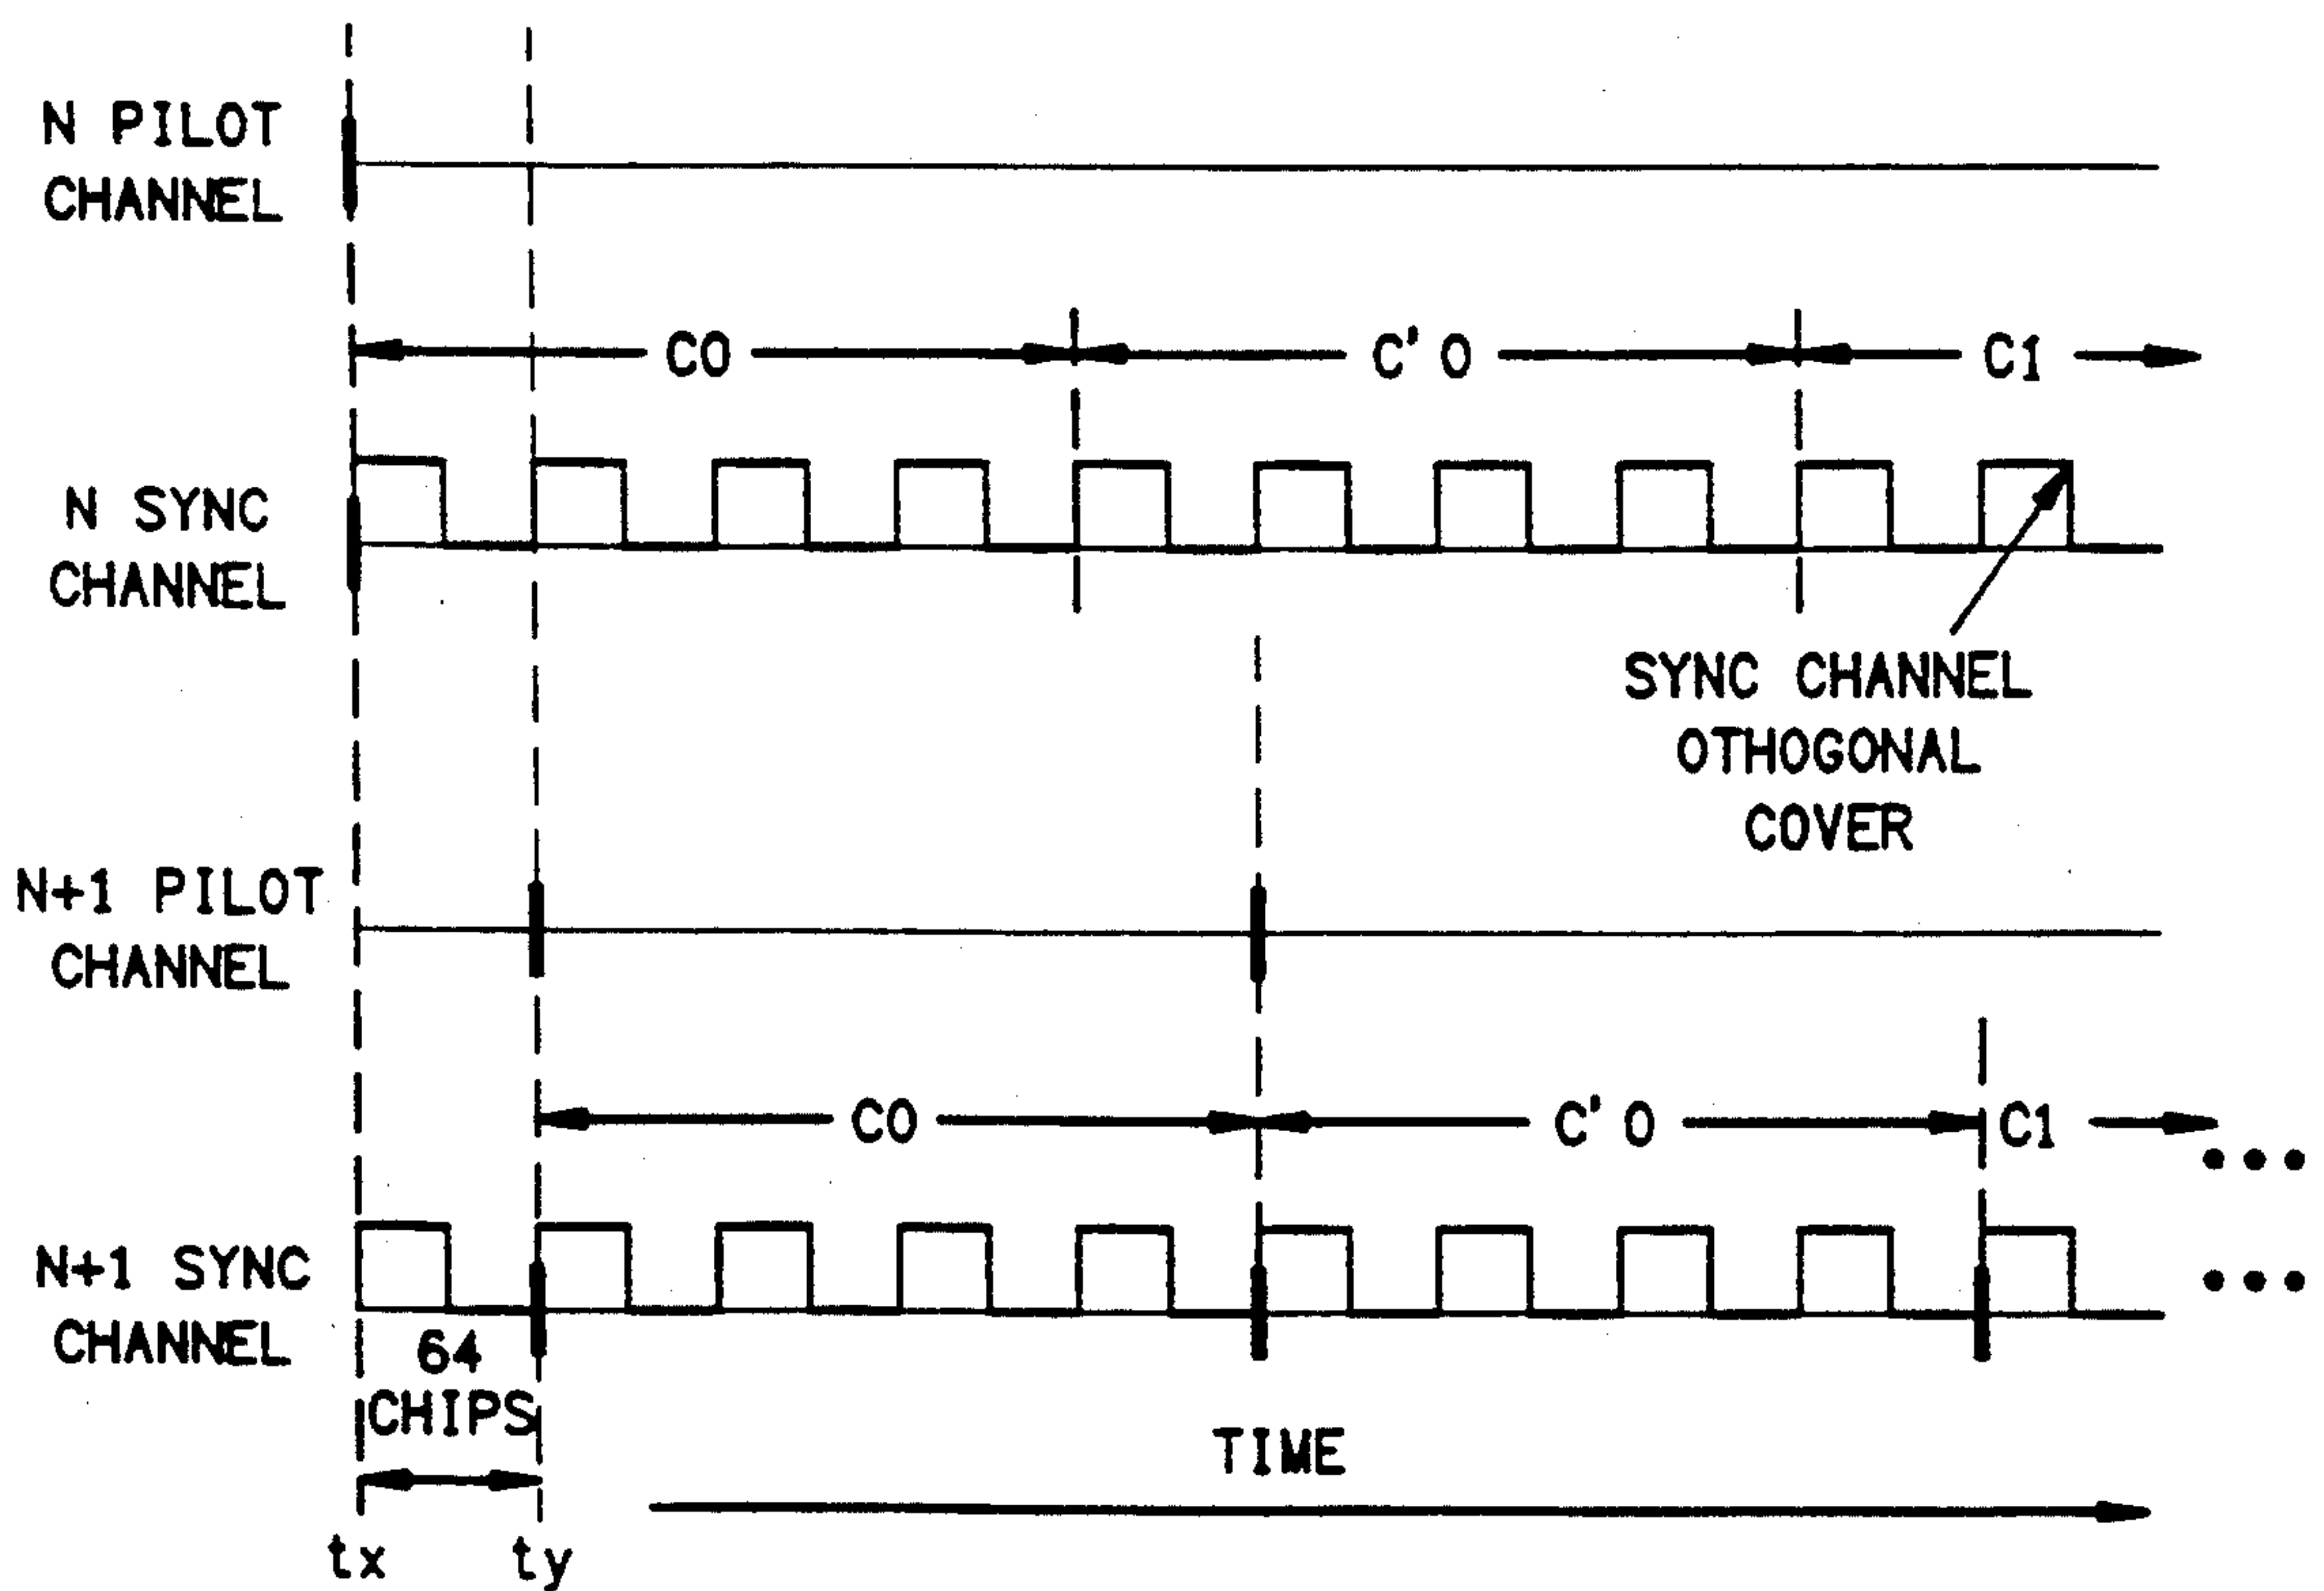 N PILOT
CHANNEL
C0 C'0 C1
N SYNC
CHANNEL
SYNC CHANNEL
OTHOGONAL
COVER
N+1 PILOT
CHANNEL
C0 C'0 C1
N+1 SYNC
CHANNEL
64
CHIPS
TIME
tx ty